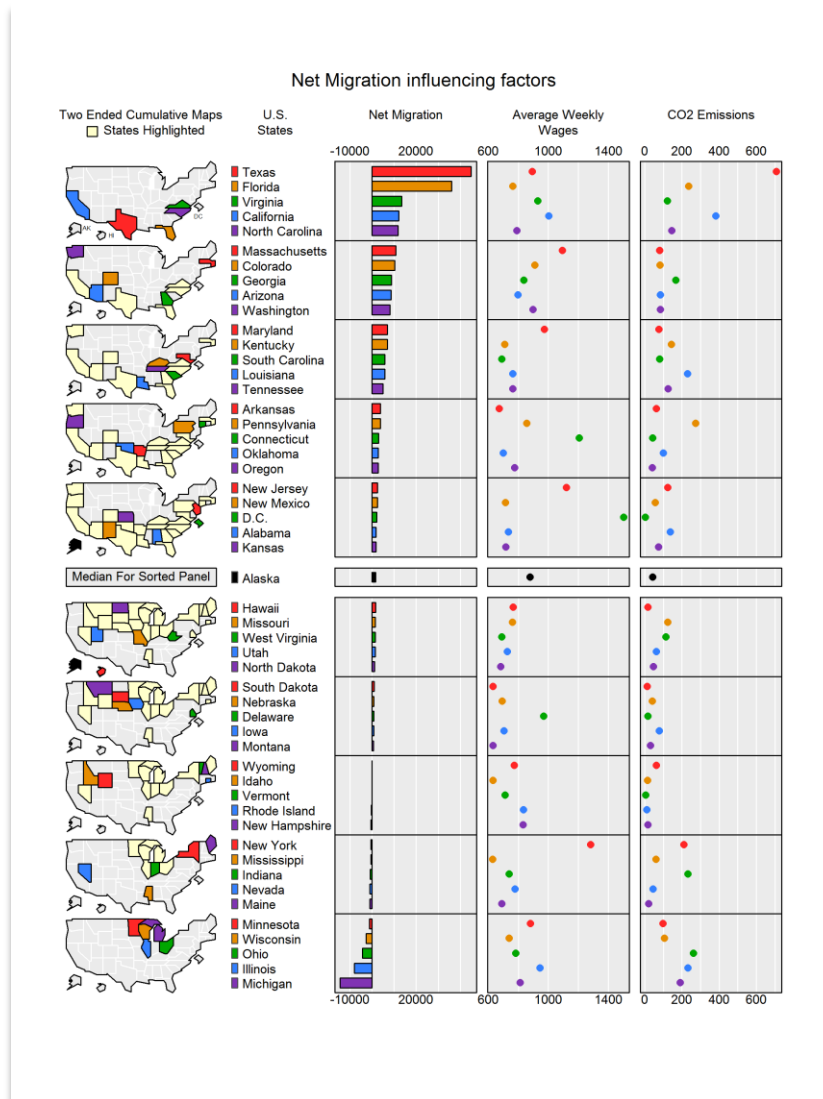 Net Migration influencing factors
Two Ended Cumulative Maps
States Highlighted
U.S.
States
Net Migration
Average Weekly
Wages
CO2 Emissions
-10000 20000
600 1000 1400
0 200 400 600
Texas
Florida
Virginia
California
North Carolina
AK
HI
DC
Massachusetts
Colorado
Georgia
Arizona
Washington
Maryland
Kentucky
South Carolina
Louisiana
Tennessee
Arkansas
Pennsylvania
Connecticut
Oklahoma
Oregon
New Jersey
New Mexico
D.C.
Alabama
Kansas
Median For Sorted Panel
Alaska
Hawaii
Missouri
West Virginia
Utah
North Dakota
South Dakota
Nebraska
Delaware
Iowa
Montana
Wyoming
Idaho
Vermont
Rhode Island
New Hampshire
New York
Mississippi
Indiana
Nevada
Maine
Minnesota
Wisconsin
Ohio
Illinois
Michigan
-10000 20000
600 1000 1400
0 200 400 600